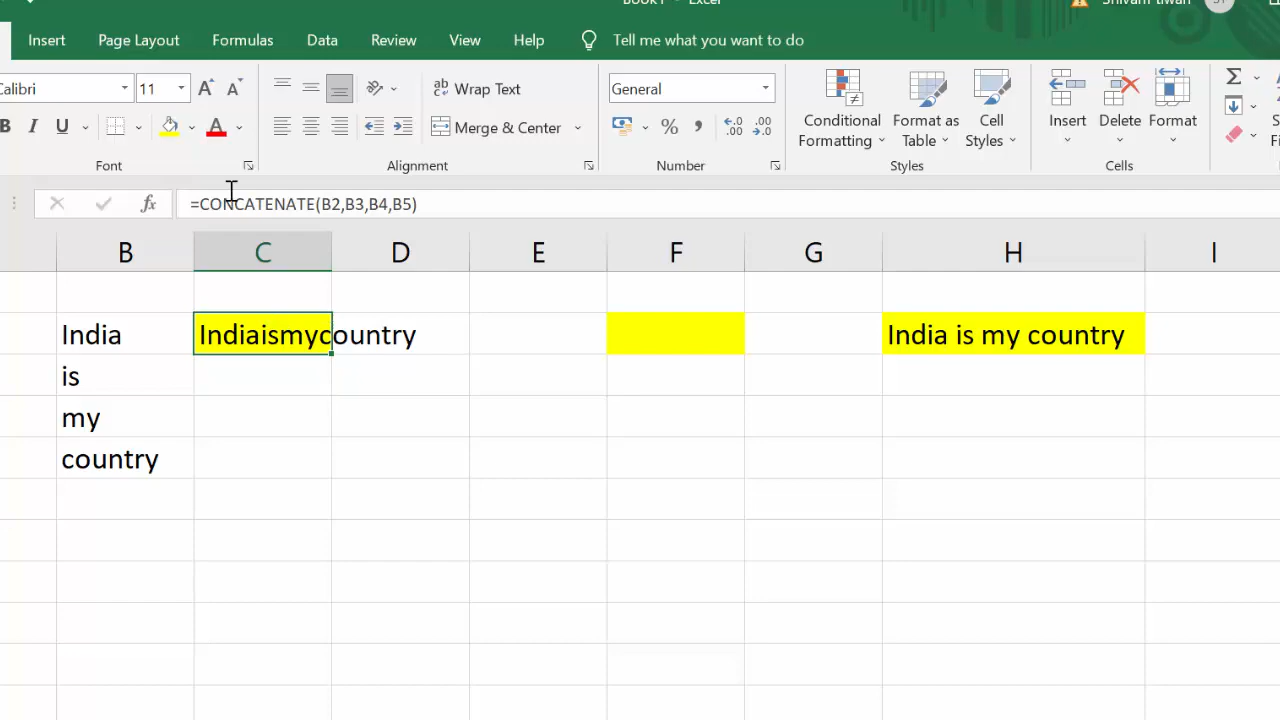 Insert Page Layout Formulas Data Review View Help Tell me what you want to do
Calibri 11 Wrap Text General
B I U Merge & Center Conditional Formatting Format as Table Cell Styles Insert Delete Format
Font Alignment Number Styles Cells
fx =CONCATENATE(B2,B3,B4,B5)
B C D E F G H I
India Indiaismycountry India is my country
is
my
country